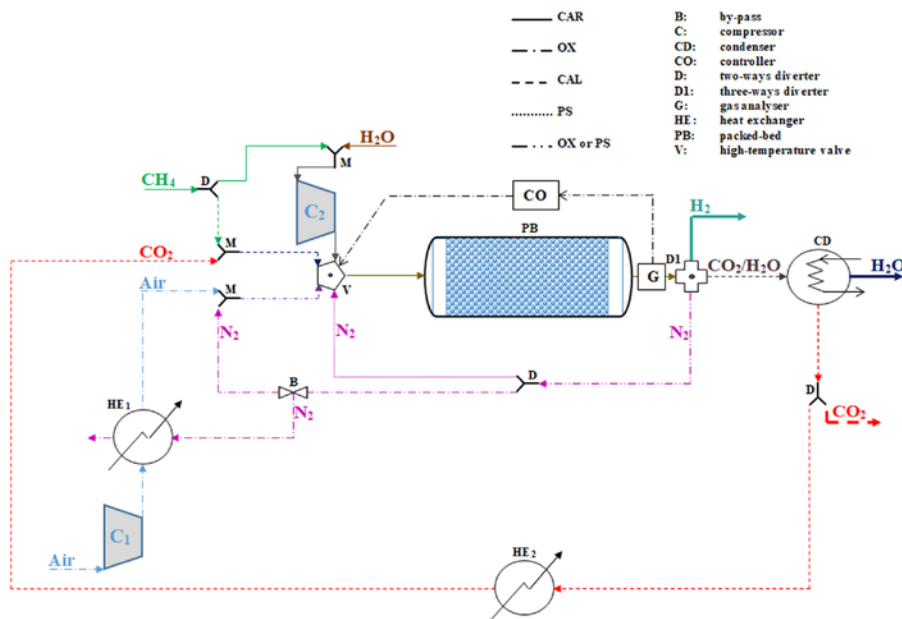 CAR
OX
CAL
PS
OX or PS
B: by-pass
C: compressor
CD: condenser
CO: controller
D: two-ways diverter
D1: three-ways diverter
G: gas analyser
HE: heat exchanger
PB: packed-bed
V: high-temperature valve
H₂O
M
CH₄
D
C₂
CO
H₂
PB
CD
CO₂
M
D1
CO₂/H₂O
H₂O
G
Air
M
V
N₂
N₂
N₂
B
D
N₂
D
CO₂
HE₁
C₁
Air
HE₂